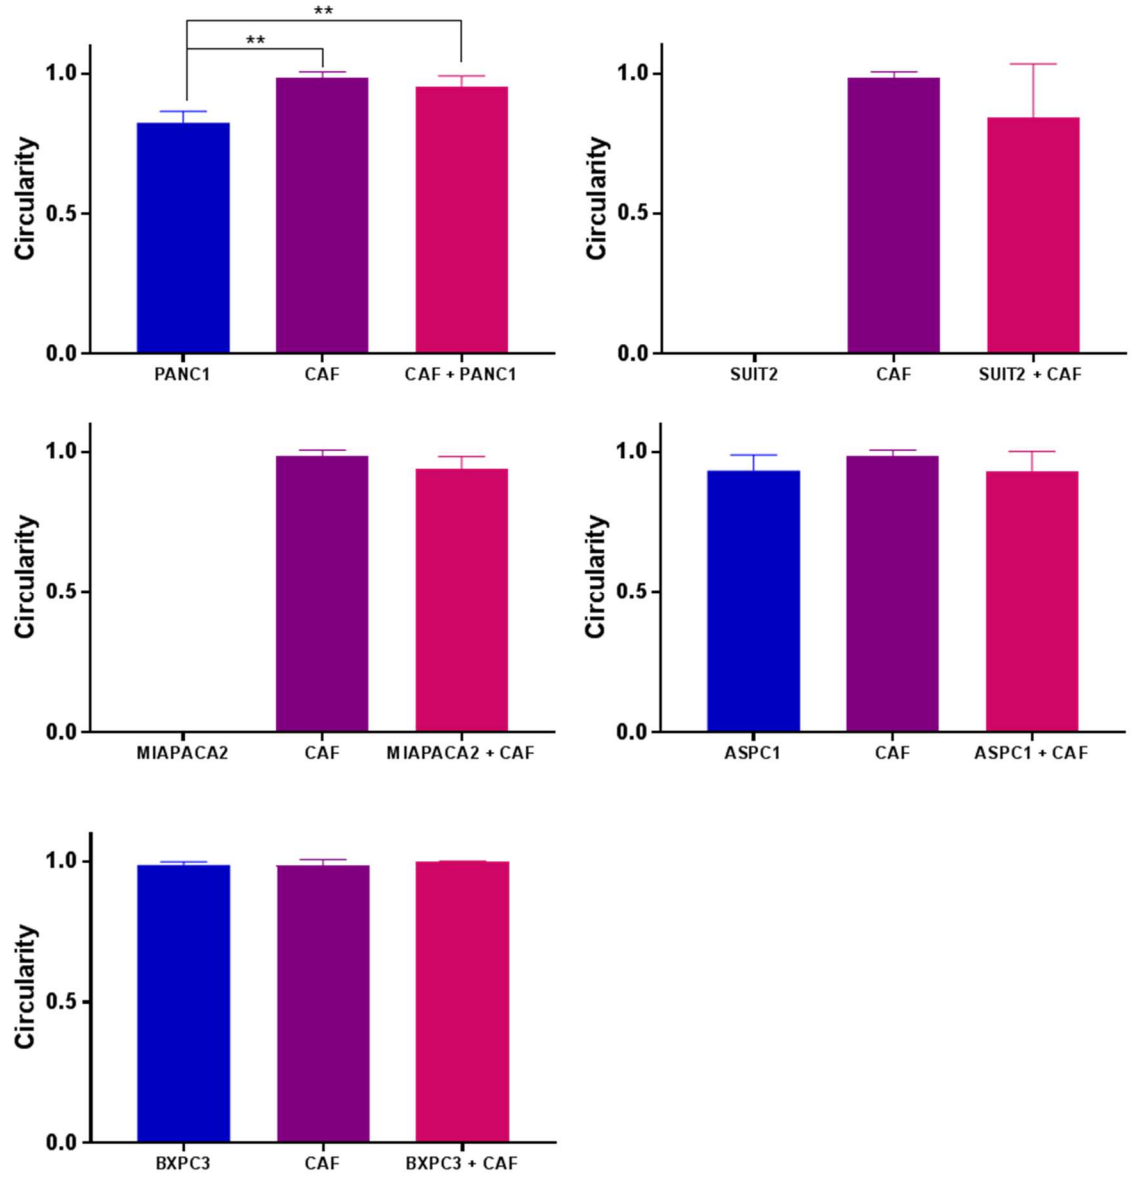 **
**
Circularity
1.0
0.5
0.0
PANC1 CAF CAF + PANC1
Circularity
1.0
0.5
0.0
SUIT2 CAF SUIT2 + CAF
Circularity
1.0
0.5
0.0
MIAPACA2 CAF MIAPACA2 + CAF
Circularity
1.0
0.5
0.0
ASPC1 CAF ASPC1 + CAF
Circularity
1.0
0.5
0.0
BXPC3 CAF BXPC3 + CAF